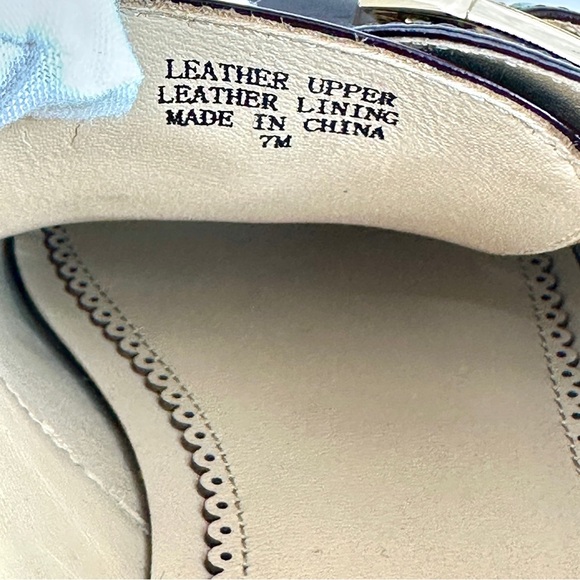 LEATHER UPPER
LEATHER LINING
MADE IN CHINA
7M